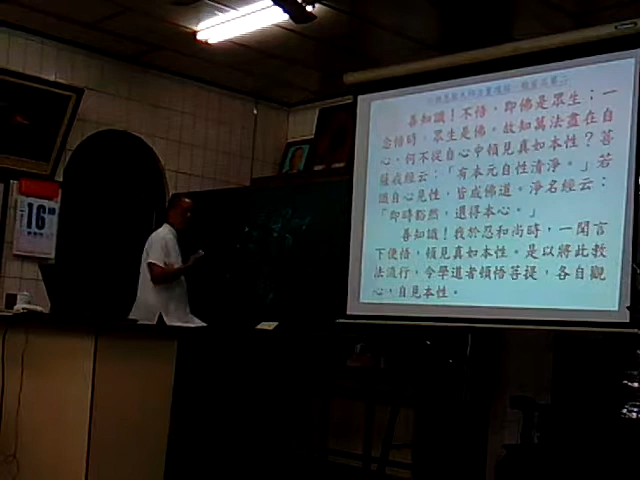 善知識！不悟，即佛是眾生；一
念悟時，眾生是佛。故知萬法盡在自
心，何不從自心中頓見真如本性？菩
薩戒經云：「我本元自性清淨。」若
識自心見性，皆成佛道。淨名經云：
「即時豁然，還得本心。」
善知識！我於忍和尚時，一聞言
下便悟，頓見真如本性。是以將此教
法流行，令學道者頓悟菩提，各自觀
心，自見本性。
16